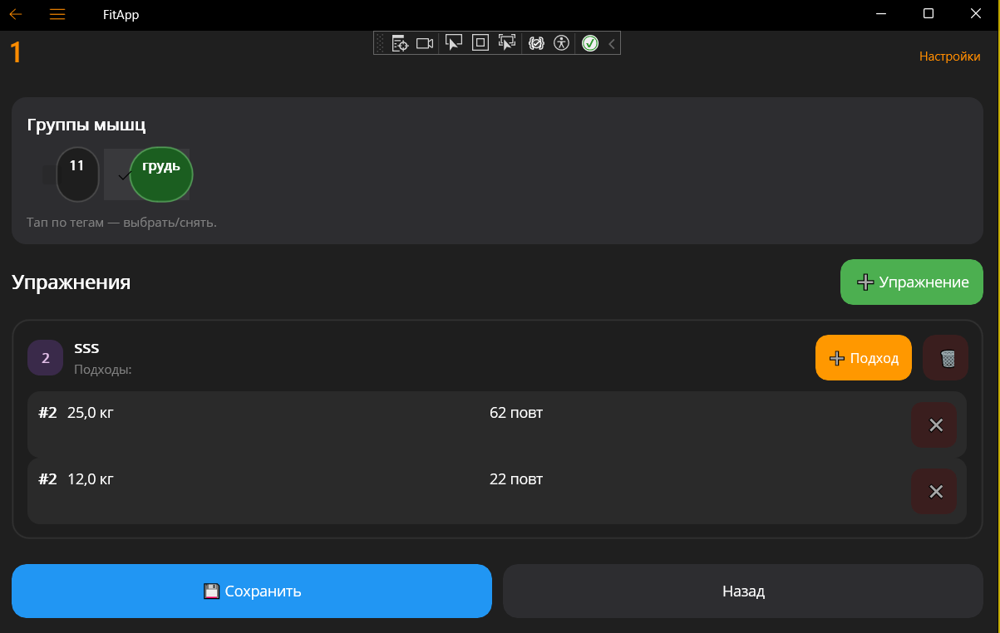 FitApp
1
Настройки
Группы мышц
11 грудь
Тап по тегам — выбрать/снять.
Упражнения
Упражнение
2
sss
Подходы:
Подход
#2 25,0 кг 62 повт
#2 12,0 кг 22 повт
Сохранить
Назад